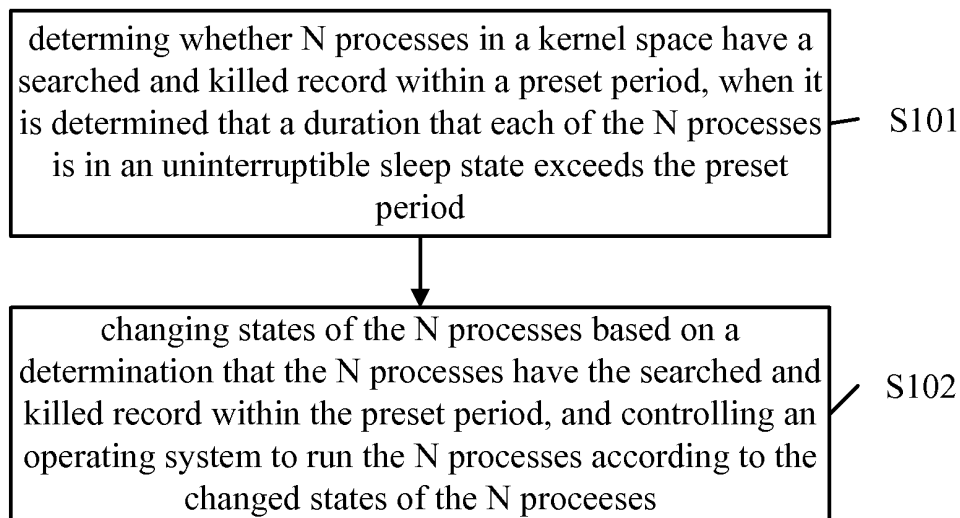 determing whether N processes in a kernel space have a
searched and killed record within a preset period, when it
is determined that a duration that each of the N processes
is in an uninterruptible sleep state exceeds the preset
period
S101
changing states of the N processes based on a
determination that the N processes have the searched and
killed record within the preset period, and controlling an
operating system to run the N processes according to the
changed states of the N proceeses
S102